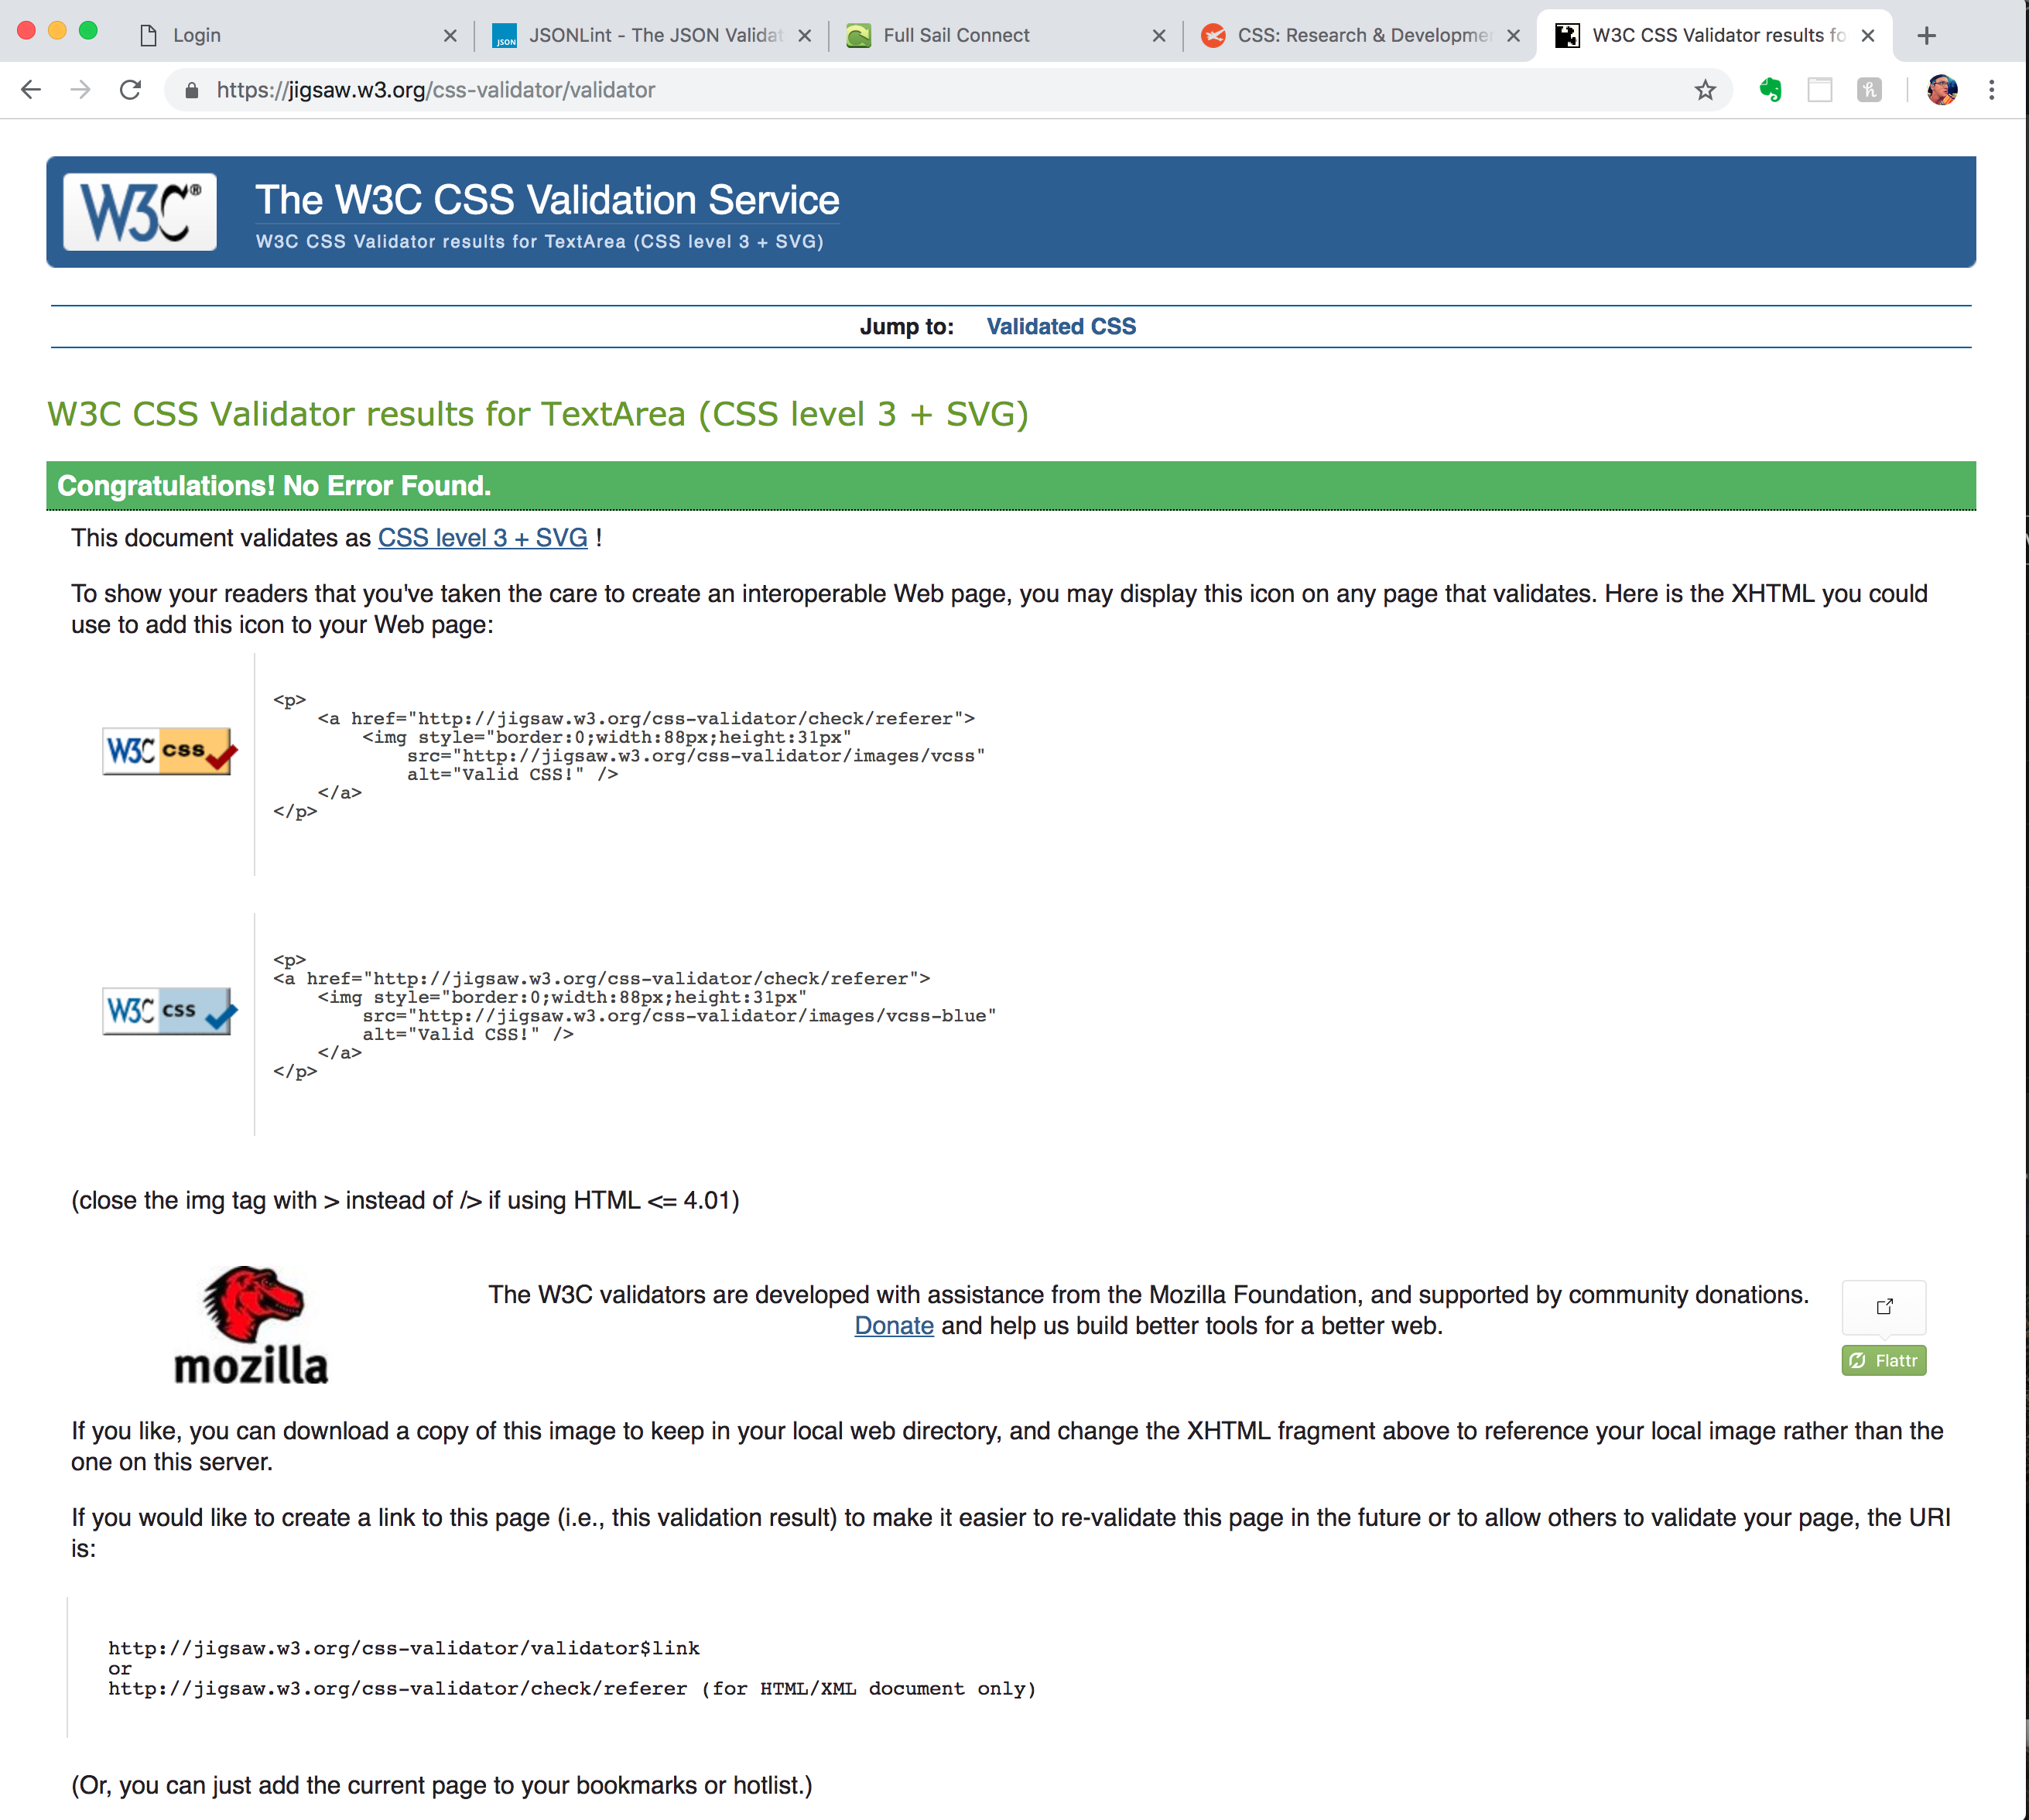 Login
JSONLint - The JSON Validat
Full Sail Connect
CSS: Research & Developmen
W3C CSS Validator results fo
https://jigsaw.w3.org/css-validator/validator
W3C®
The W3C CSS Validation Service
W3C CSS Validator results for TextArea (CSS level 3 + SVG)
Jump to: Validated CSS
W3C CSS Validator results for TextArea (CSS level 3 + SVG)
Congratulations! No Error Found.
This document validates as CSS level 3 + SVG !
To show your readers that you've taken the care to create an interoperable Web page, you may display this icon on any page that validates. Here is the XHTML you could
use to add this icon to your Web page:
W3C css
<p>
<a href="http://jigsaw.w3.org/css-validator/check/referer">
<img style="border:0;width:88px;height:31px"
src="http://jigsaw.w3.org/css-validator/images/vcss"
alt="Valid CSS!" />
</a>
</p>
W3C css
<p>
<a href="http://jigsaw.w3.org/css-validator/check/referer">
<img style="border:0;width:88px;height:31px"
src="http://jigsaw.w3.org/css-validator/images/vcss-blue"
alt="Valid CSS!" />
</a>
</p>
(close the img tag with > instead of /> if using HTML <= 4.01)
mozilla
The W3C validators are developed with assistance from the Mozilla Foundation, and supported by community donations.
Donate and help us build better tools for a better web.
Flattr
If you like, you can download a copy of this image to keep in your local web directory, and change the XHTML fragment above to reference your local image rather than the
one on this server.
If you would like to create a link to this page (i.e., this validation result) to make it easier to re-validate this page in the future or to allow others to validate your page, the URI
is:
http://jigsaw.w3.org/css-validator/validator$link
or
http://jigsaw.w3.org/css-validator/check/referer (for HTML/XML document only)
(Or, you can just add the current page to your bookmarks or hotlist.)